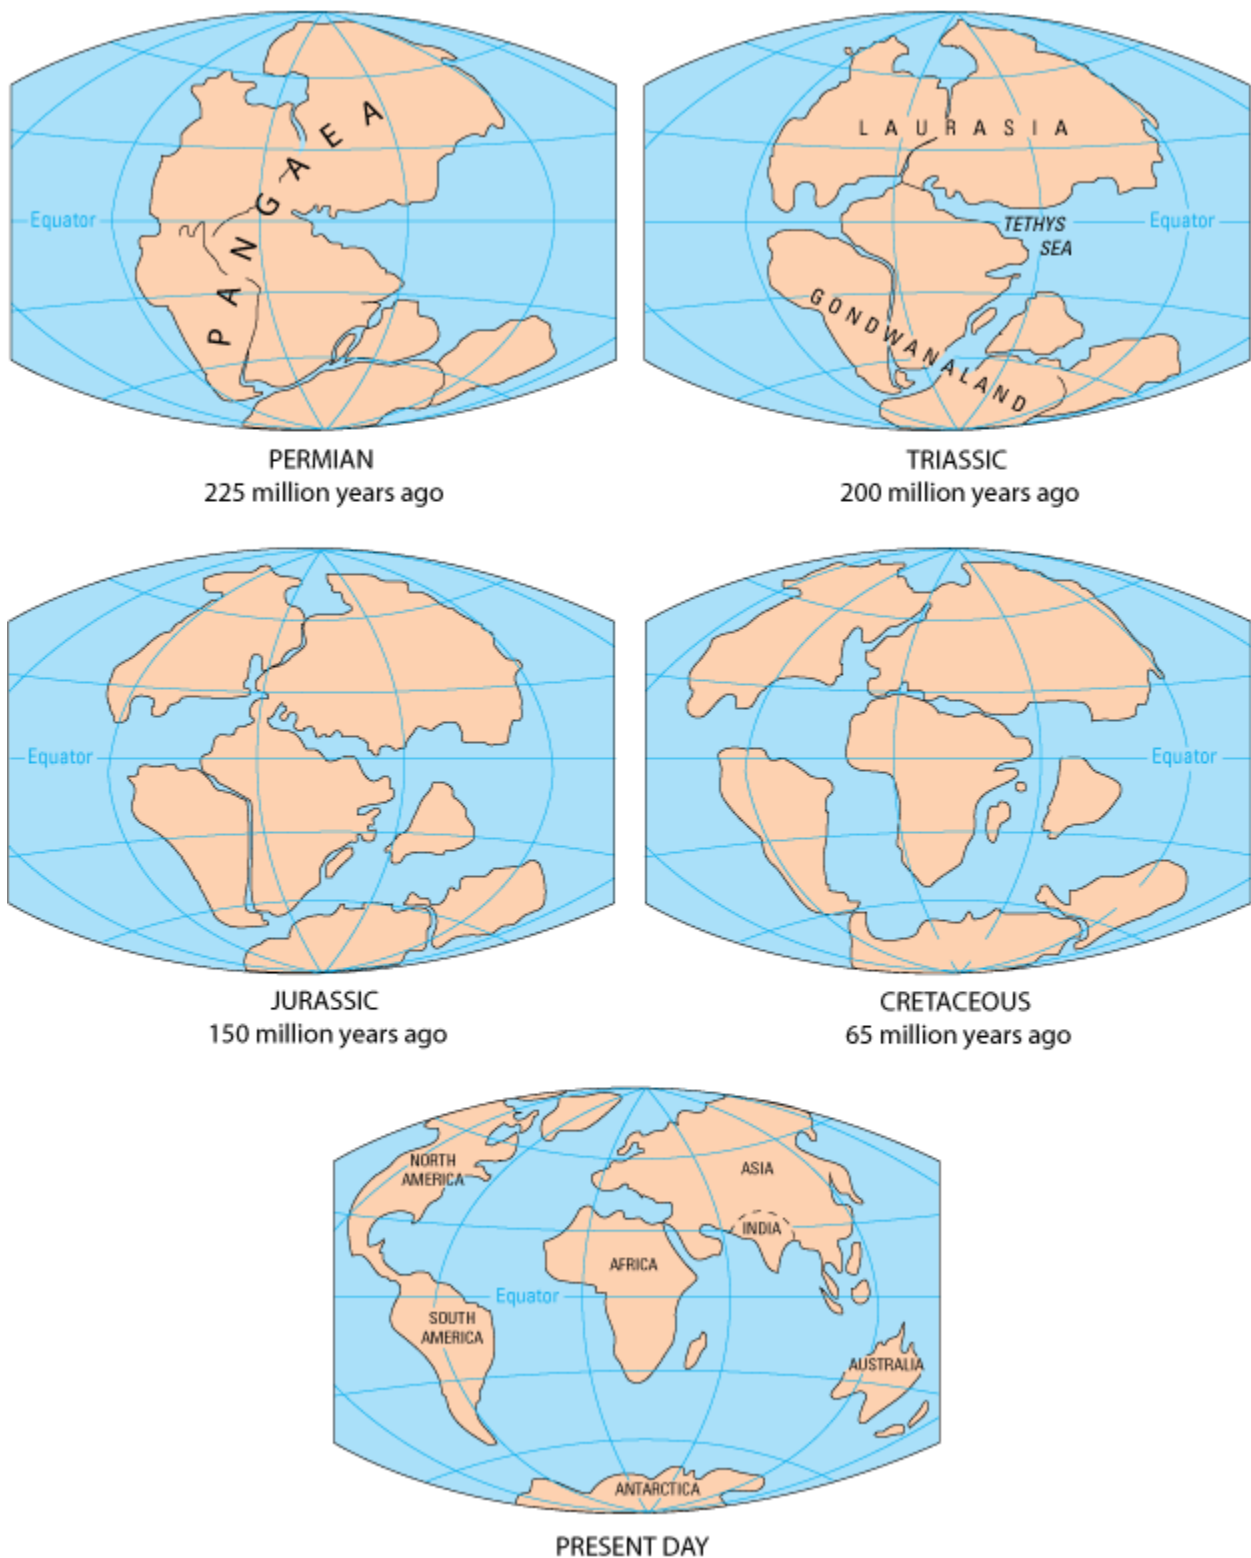 PANGAEA
Equator
PERMIAN
225 million years ago
LAURASIA
TETHYS
SEA
Equator
GONDWANALAND
TRIASSIC
200 million years ago
Equator
JURASSIC
150 million years ago
Equator
CRETACEOUS
65 million years ago
NORTH
AMERICA
ASIA
INDIA
AFRICA
Equator
SOUTH
AMERICA
AUSTRALIA
ANTARCTICA
PRESENT DAY